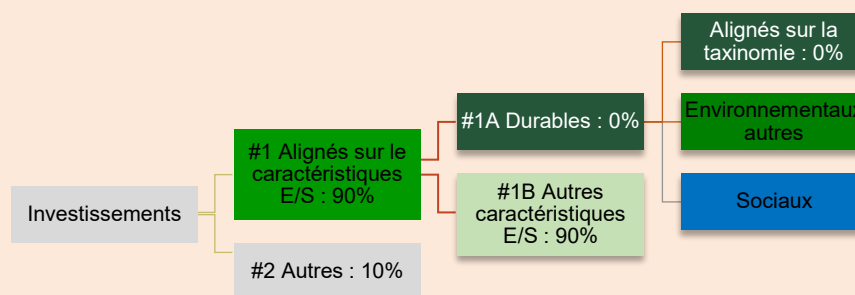 Investissements
#1 Alignés sur le
caractéristiques
E/S : 90%
#2 Autres : 10%
#1A Durables : 0%
#1B Autres
caractéristiques
E/S : 90%
Alignés sur la
taxinomie : 0%
Environnementaux
autres
Sociaux